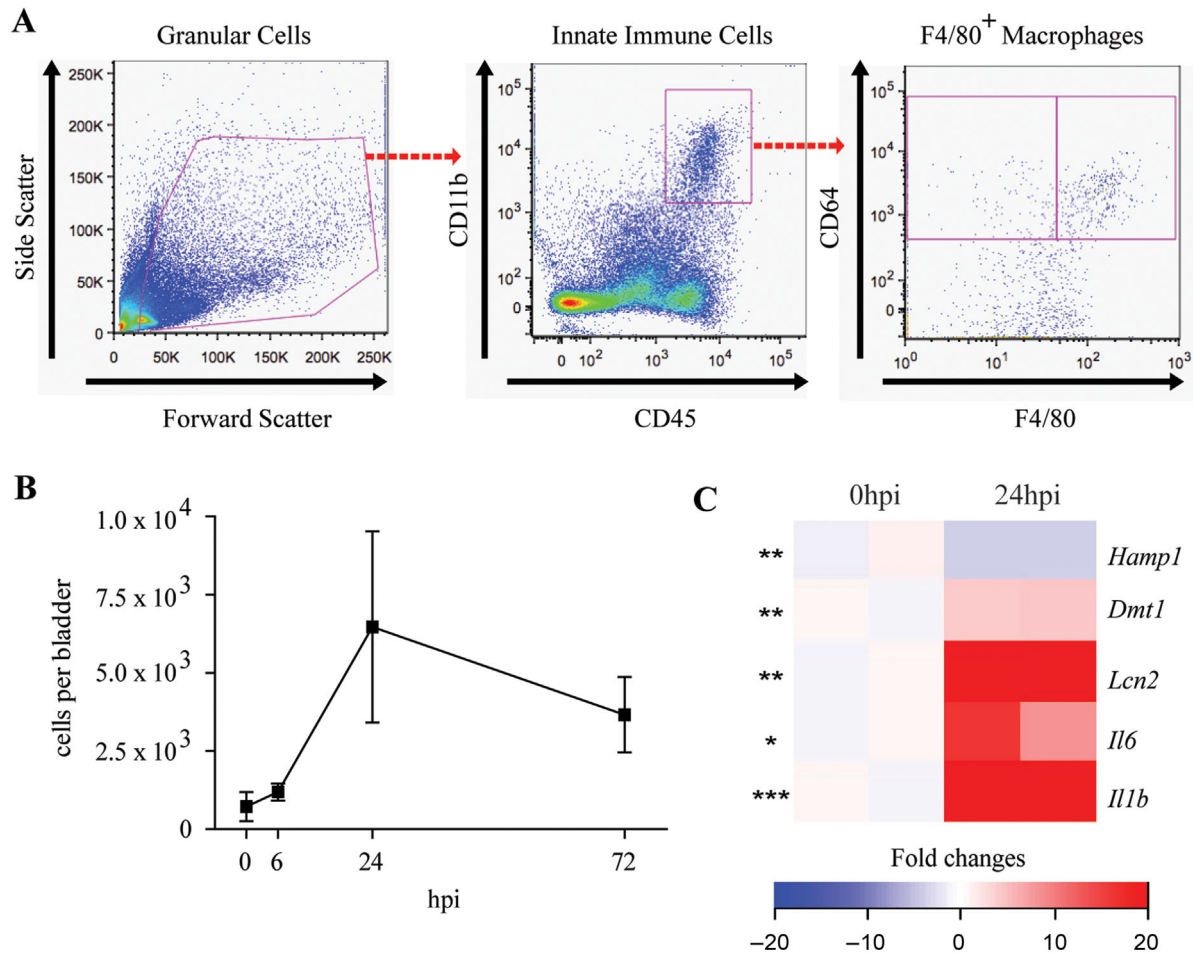 A
Granular Cells
Innate Immune Cells
F4/80+ Macrophages
Side Scatter
250K
200K
150K
100K
50K
0
0 50K 100K 150K 200K 250K
Forward Scatter
CD11b
10^5
10^4
10^3
10^2
0
0 10^2 10^3 10^4 10^5
CD45
CD64
10^5
10^4
10^3
10^2
0
10^0 10^1 10^2 10^3
F4/80
B
cells per bladder
1.0 x 10^4
7.5 x 10^3
5.0 x 10^3
2.5 x 10^3
0
0 6 24 72
hpi
C
0hpi 24hpi
** Hamp1
** Dmt1
** Lcn2
* Il6
*** Il1b
Fold changes
–20 –10 0 10 20